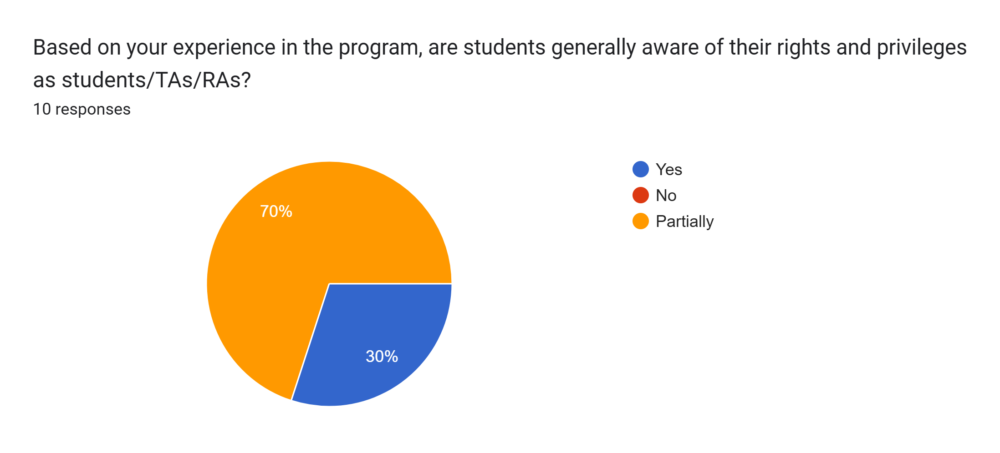 Based on your experience in the program, are students generally aware of their rights and privileges
as students/TAs/RAs?
10 responses
Yes
No
Partially
70%
30%